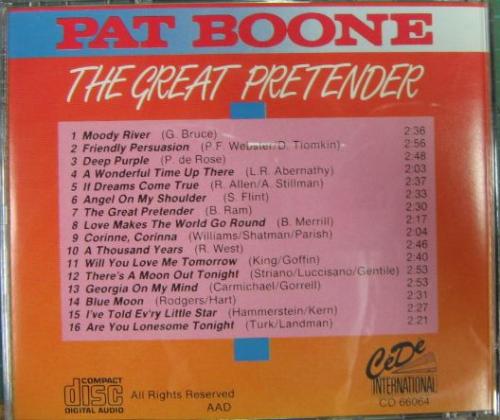 PAT BOONE
THE GREAT PRETENDER
1 Moody River (G. Bruce) 2:36
2 Friendly Persuasion (P.F. Webster/D. Tiomkin) 2:56
3 Deep Purple (P. de Rose) 2:48
4 A Wonderful Time Up There (L.R. Abernathy) 2:03
5 If Dreams Come True (R. Allen/A. Stillman) 2:37
6 Angel On My Shoulder (S. Flint) 2:33
7 The Great Pretender (B. Ram) 2:30
8 Love Makes The World Go Round (B. Merrill) 2:17
9 Corinne, Corinna (Williams/Shatman/Parish) 2:04
10 A Thousand Years (R. West) 2:46
11 Will You Love Me Tomorrow (King/Goffin) 2:40
12 There's A Moon Out Tonight (Striano/Luccisano/Gentile) 2:53
13 Georgia On My Mind (Carmichael/Gorrell) 2:53
14 Blue Moon (Rodgers/Hart) 2:31
15 I've Told Ev'ry Little Star (Hammerstein/Kern) 2:27
16 Are You Lonesome Tonight (Turk/Landman) 2:21
COMPACT
disc
DIGITAL AUDIO
All Rights Reserved
AAD
CéDe
INTERNATIONAL
CD 66064